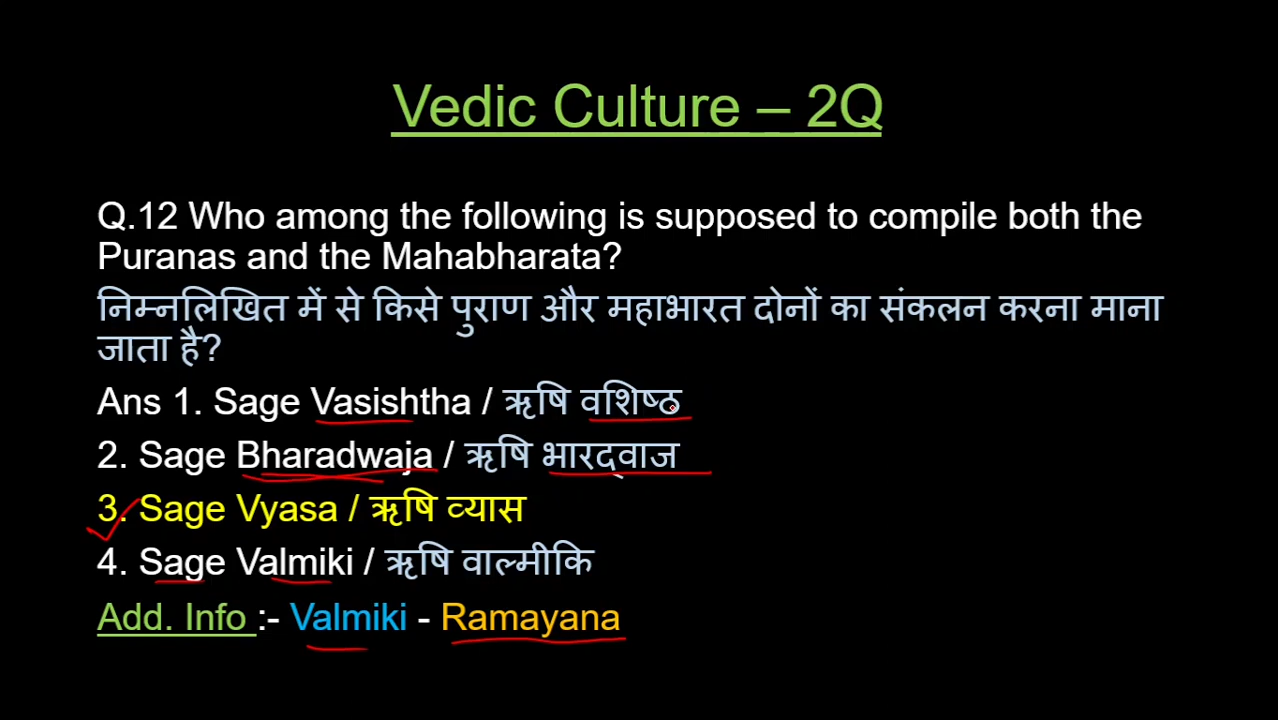 Vedic Culture – 2Q
Q.12 Who among the following is supposed to compile both the
Puranas and the Mahabharata?
निम्नलिखित में से किसे पुराण और महाभारत दोनों का संकलन करना माना
जाता है?
Ans 1. Sage Vasishtha / ऋषि वशिष्ठ
2. Sage Bharadwaja / ऋषि भारद्वाज
3. Sage Vyasa / ऋषि व्यास
4. Sage Valmiki / ऋषि वाल्मीकि
Add. Info :- Valmiki - Ramayana